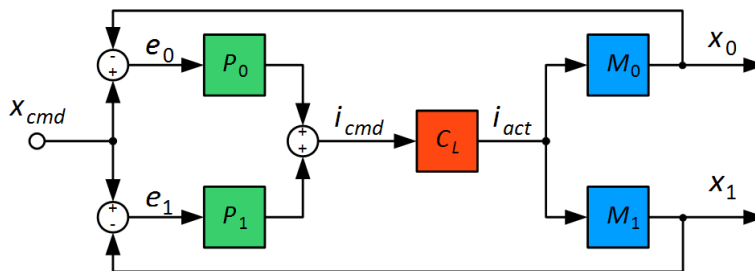 - e₀ P₀ M₀ x₀
+
x_cmd + + i_cmd C_L i_act
+
- e₁ P₁ M₁ x₁